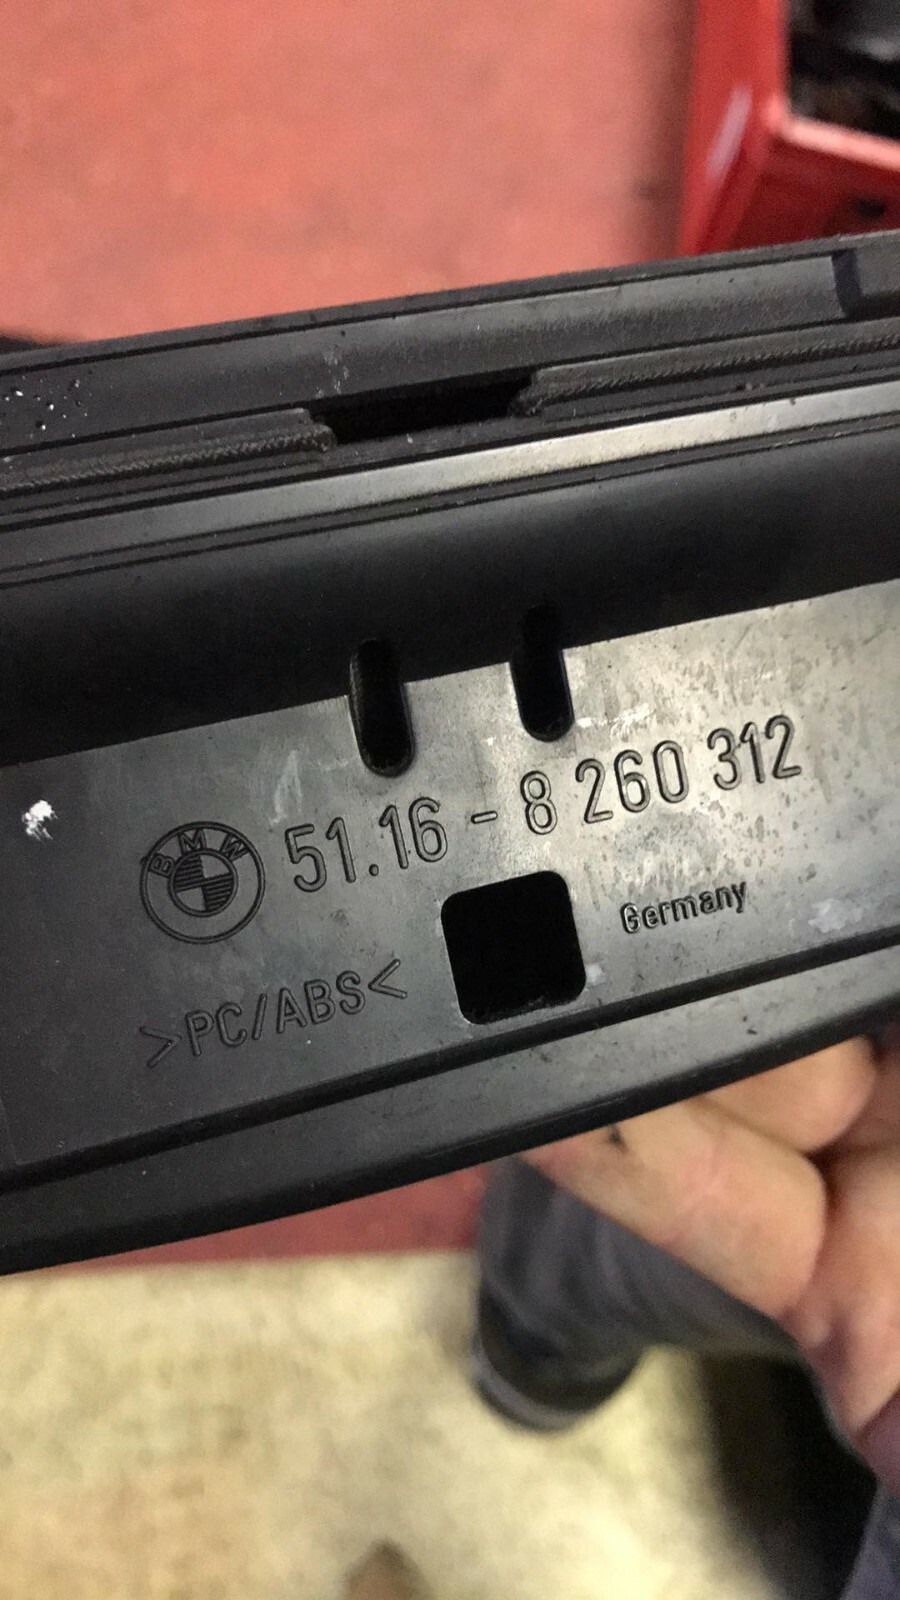 BMW
51.16 - 8 260 312
Germany
>PC/ABS<